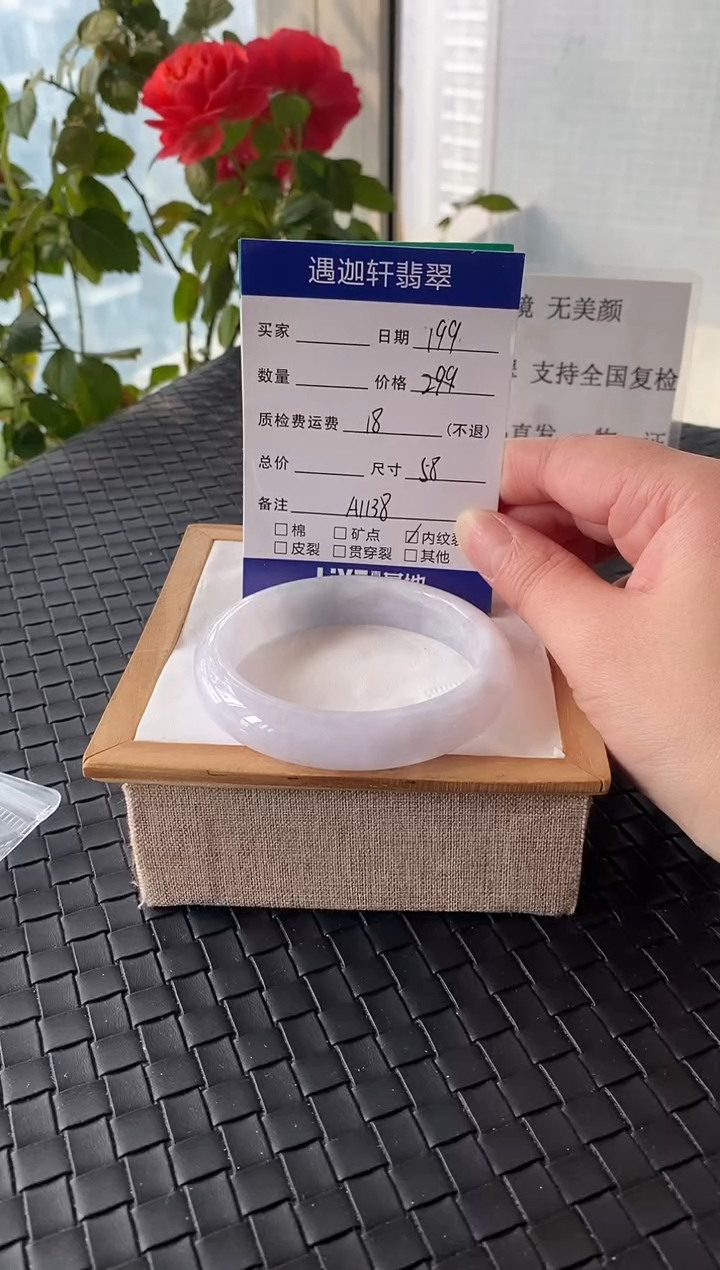 遇迦轩翡翠
买家 日期 199
数量 价格 299
质检费运费 18 (不退)
总价 尺寸 58
备注 A1138
□棉 □矿点 ☑内纹裂
□皮裂 □贯穿裂 □其他
境 无美颜
支持全国复检